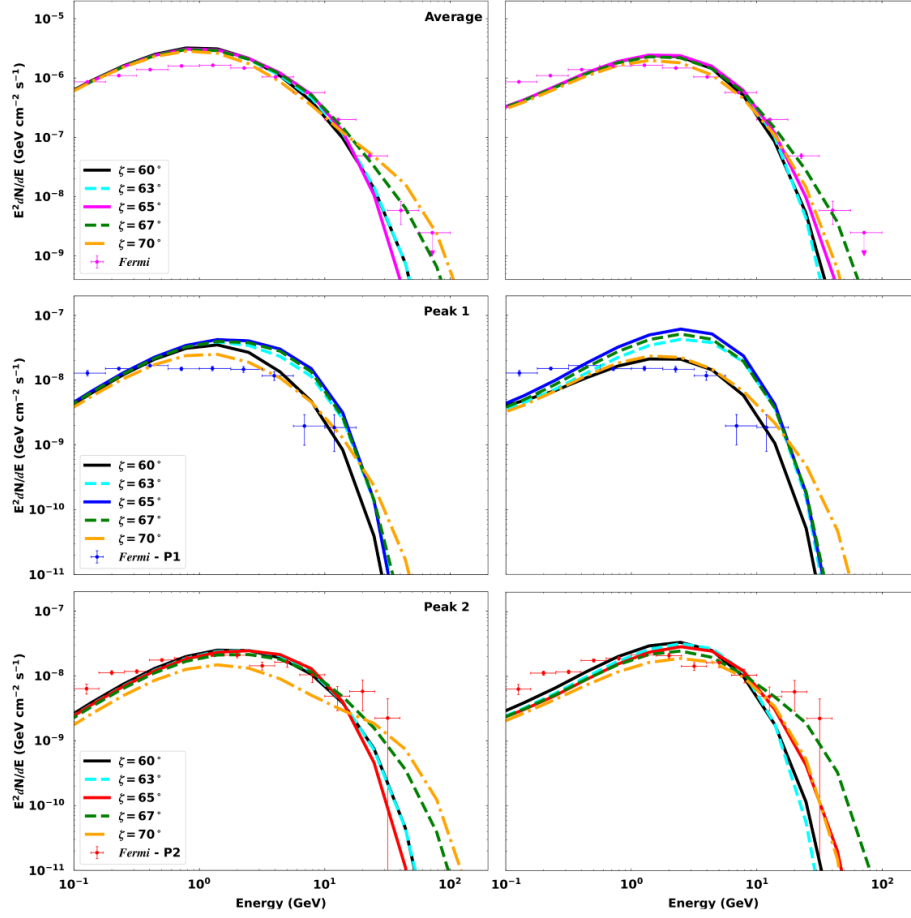 Average
10⁻⁵
10⁻⁶
10⁻⁷
10⁻⁸
10⁻⁹
E²dN/dE (GeV cm⁻² s⁻¹)
ζ = 60°
ζ = 63°
ζ = 65°
ζ = 67°
ζ = 70°
Fermi
Peak 1
10⁻⁷
10⁻⁸
10⁻⁹
10⁻¹⁰
10⁻¹¹
E²dN/dE (GeV cm⁻² s⁻¹)
ζ = 60°
ζ = 63°
ζ = 65°
ζ = 67°
ζ = 70°
Fermi - P1
Peak 2
10⁻⁷
10⁻⁸
10⁻⁹
10⁻¹⁰
10⁻¹¹
E²dN/dE (GeV cm⁻² s⁻¹)
ζ = 60°
ζ = 63°
ζ = 65°
ζ = 67°
ζ = 70°
Fermi - P2
10⁻¹ 10⁰ 10¹ 10² 10⁻¹ 10⁰ 10¹ 10²
Energy (GeV) Energy (GeV)